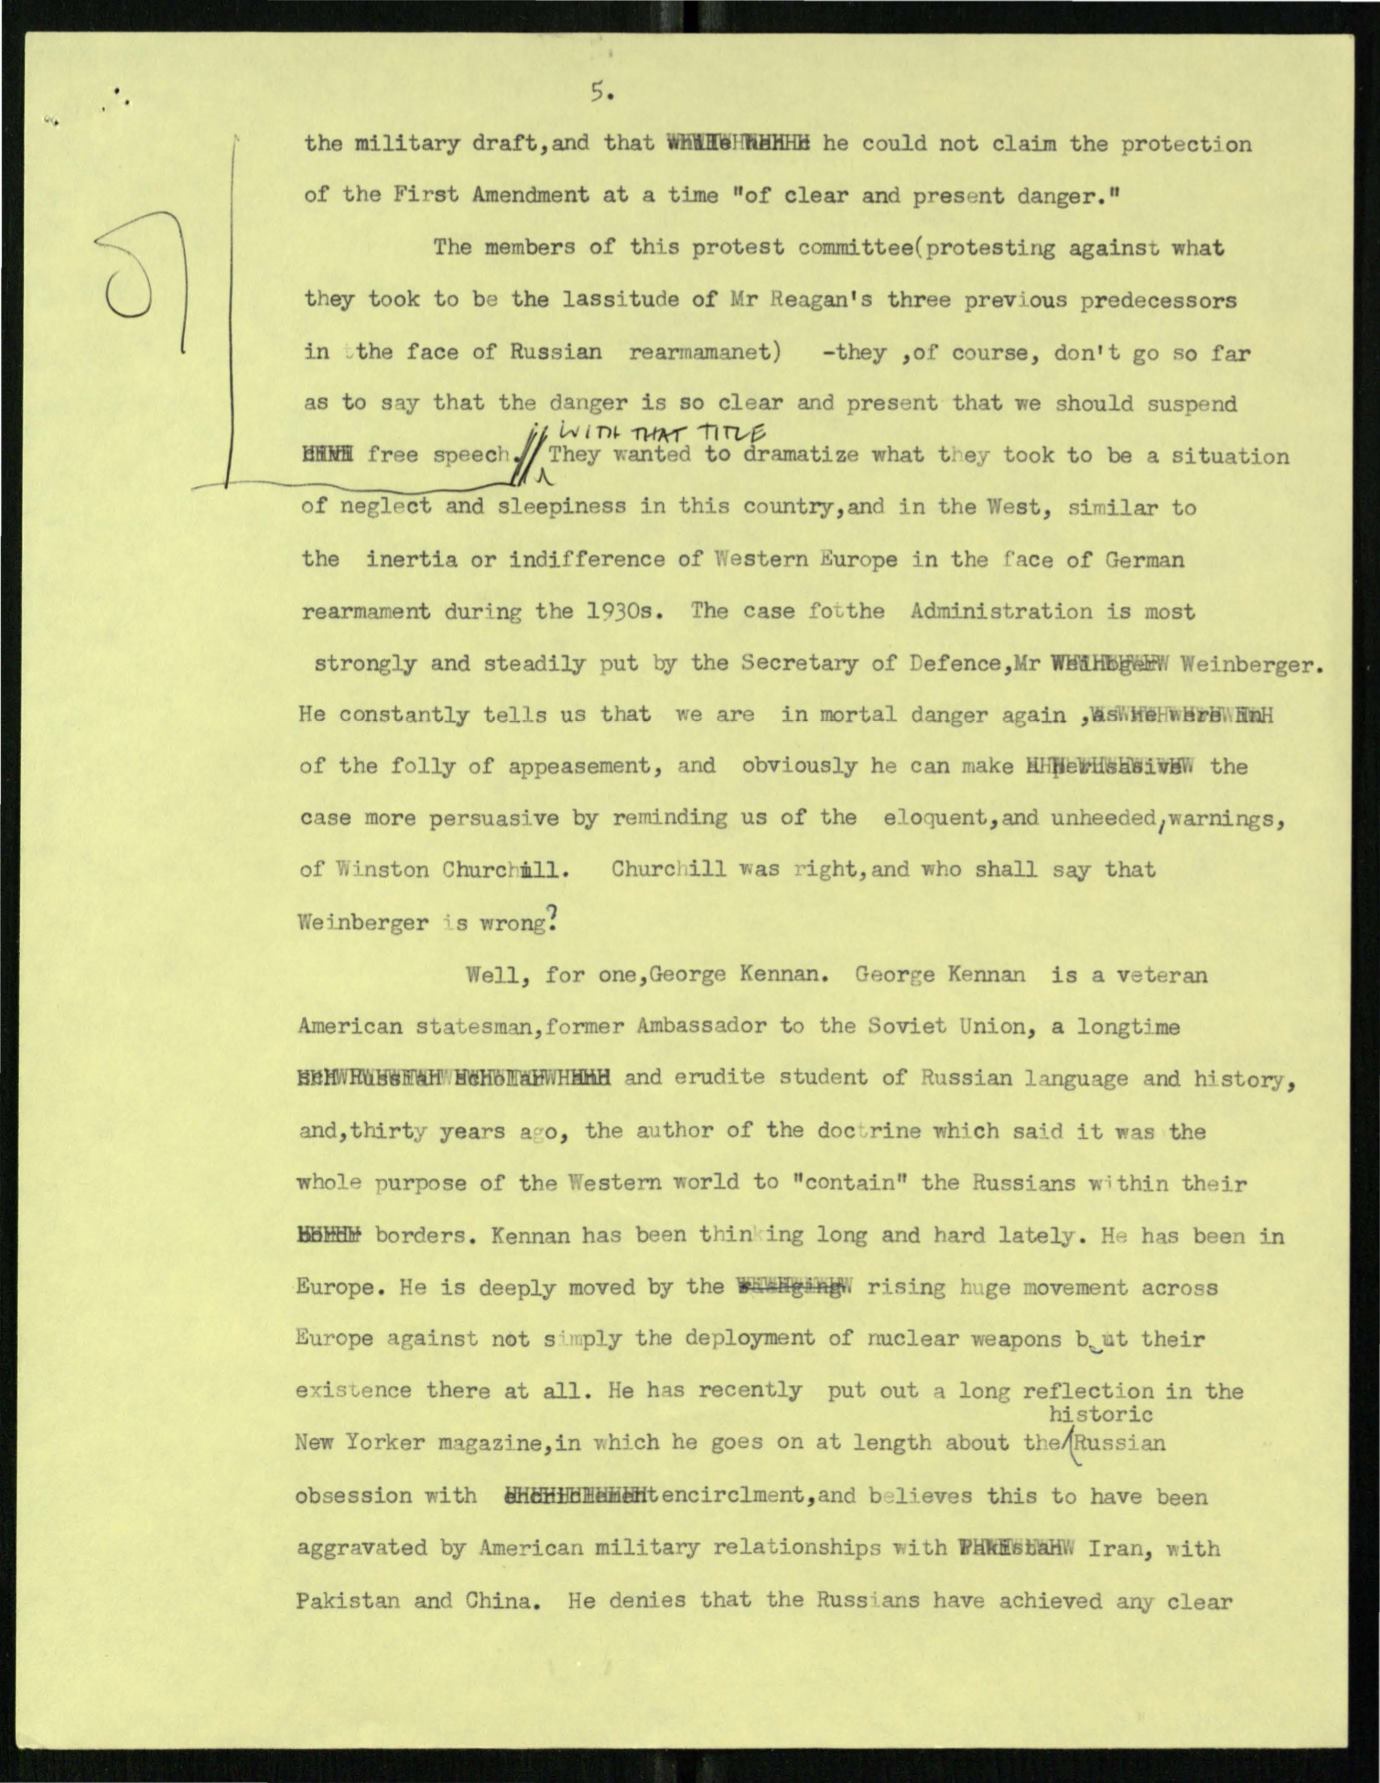 5.
the military draft,and that he could not claim the protection
of the First Amendment at a time "of clear and present danger."
The members of this protest committee(protesting against what
they took to be the lassitude of Mr Reagan's three previous predecessors
in the face of Russian rearmamanet) -they ,of course, don't go so far
as to say that the danger is so clear and present that we should suspend
WITH THAT TITLE
free speech.// They wanted to dramatize what they took to be a situation
of neglect and sleepiness in this country,and in the West, similar to
the inertia or indifference of Western Europe in the face of German
rearmament during the 1930s. The case fotthe Administration is most
strongly and steadily put by the Secretary of Defence,Mr Weinberger.
He constantly tells us that we are in mortal danger again ,
of the folly of appeasement, and obviously he can make the
case more persuasive by reminding us of the eloquent,and unheeded,warnings,
of Winston Churchill. Churchill was right,and who shall say that
Weinberger is wrong?
Well, for one,George Kennan. George Kennan is a veteran
American statesman,former Ambassador to the Soviet Union, a longtime
and erudite student of Russian language and history,
and,thirty years ago, the author of the doctrine which said it was the
whole purpose of the Western world to "contain" the Russians within their
borders. Kennan has been thinking long and hard lately. He has been in
Europe. He is deeply moved by the rising huge movement across
Europe against not simply the deployment of nuclear weapons but their
existence there at all. He has recently put out a long reflection in the
historic
New Yorker magazine,in which he goes on at length about the Russian
obsession with encirclment,and believes this to have been
aggravated by American military relationships with Iran, with
Pakistan and China. He denies that the Russians have achieved any clear